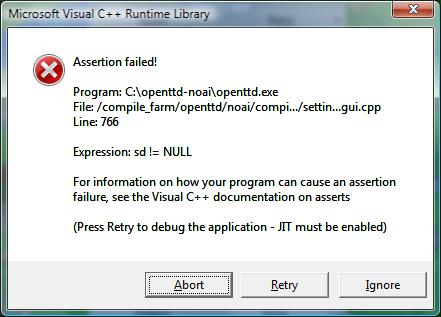 Microsoft Visual C++ Runtime Library
Assertion failed!
Program: C:\openttd-noai\openttd.exe
File: /compile_farm/openttd/noai/compi.../settin...gui.cpp
Line: 766
Expression: sd != NULL
For information on how your program can cause an assertion
failure, see the Visual C++ documentation on asserts
(Press Retry to debug the application - JIT must be enabled)
Abort Retry Ignore